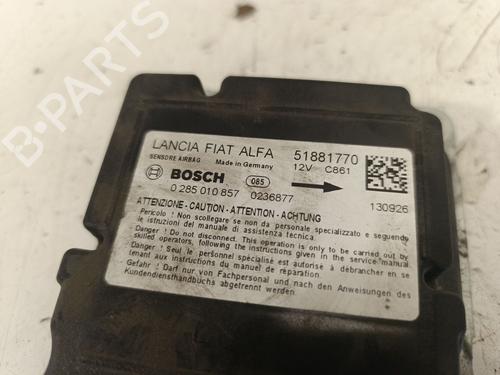 LANCIA FIAT ALFA 51881770
SENSORE AIRBAG Made in Germany 12V C861
BOSCH 085
0 285 010 857 0236877 130926
ATTENZIONE - CAUTION - ATTENTION - ACHTUNG
Pericolo ! Non scollegare se non da personale specializzato e seguendo
le istruzioni del manuale di assistenza tecnica.
Danger ! Do not disconnect. This operation is only to be carried out by
skilled operators, following the instructions given in the service manual.
Danger ! Seul le personnel spécialisé est autorisé à débrancher en se
tenant aux instructions du manuel de réparation.
Gefahr ! Darf nur von Fachpersonal und nach den Anweisungen des
Kundendiensthandbuchs abgetrennt werden.
B